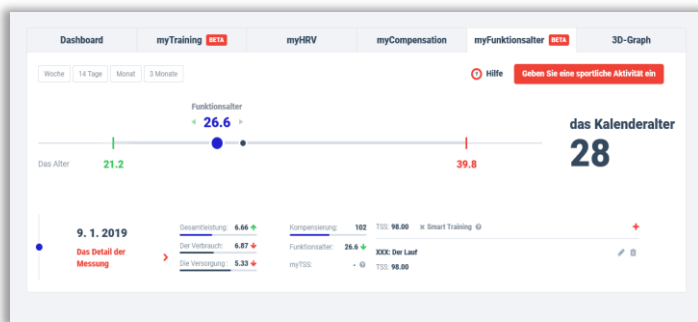 Dashboard myTraining BETA myHRV myCompensation myFunktionsalter BETA 3D-Graph
Woche 14 Tage Monat 3 Monate Hilfe Geben Sie eine sportliche Aktivität ein
Funktionsalter
26.6
das Kalenderalter
28
Das Alter 21.2 39.8
9. 1. 2019
Das Detail der
Messung
Gesamtleistung: 6.66
Der Verbrauch: 6.87
Die Versorgung: 5.33
Kompensierung: 102
Funktionsalter: 26.6
myTSS: -
TSS: 98.00 Smart Training
XXX: Der Lauf
TSS: 98.00